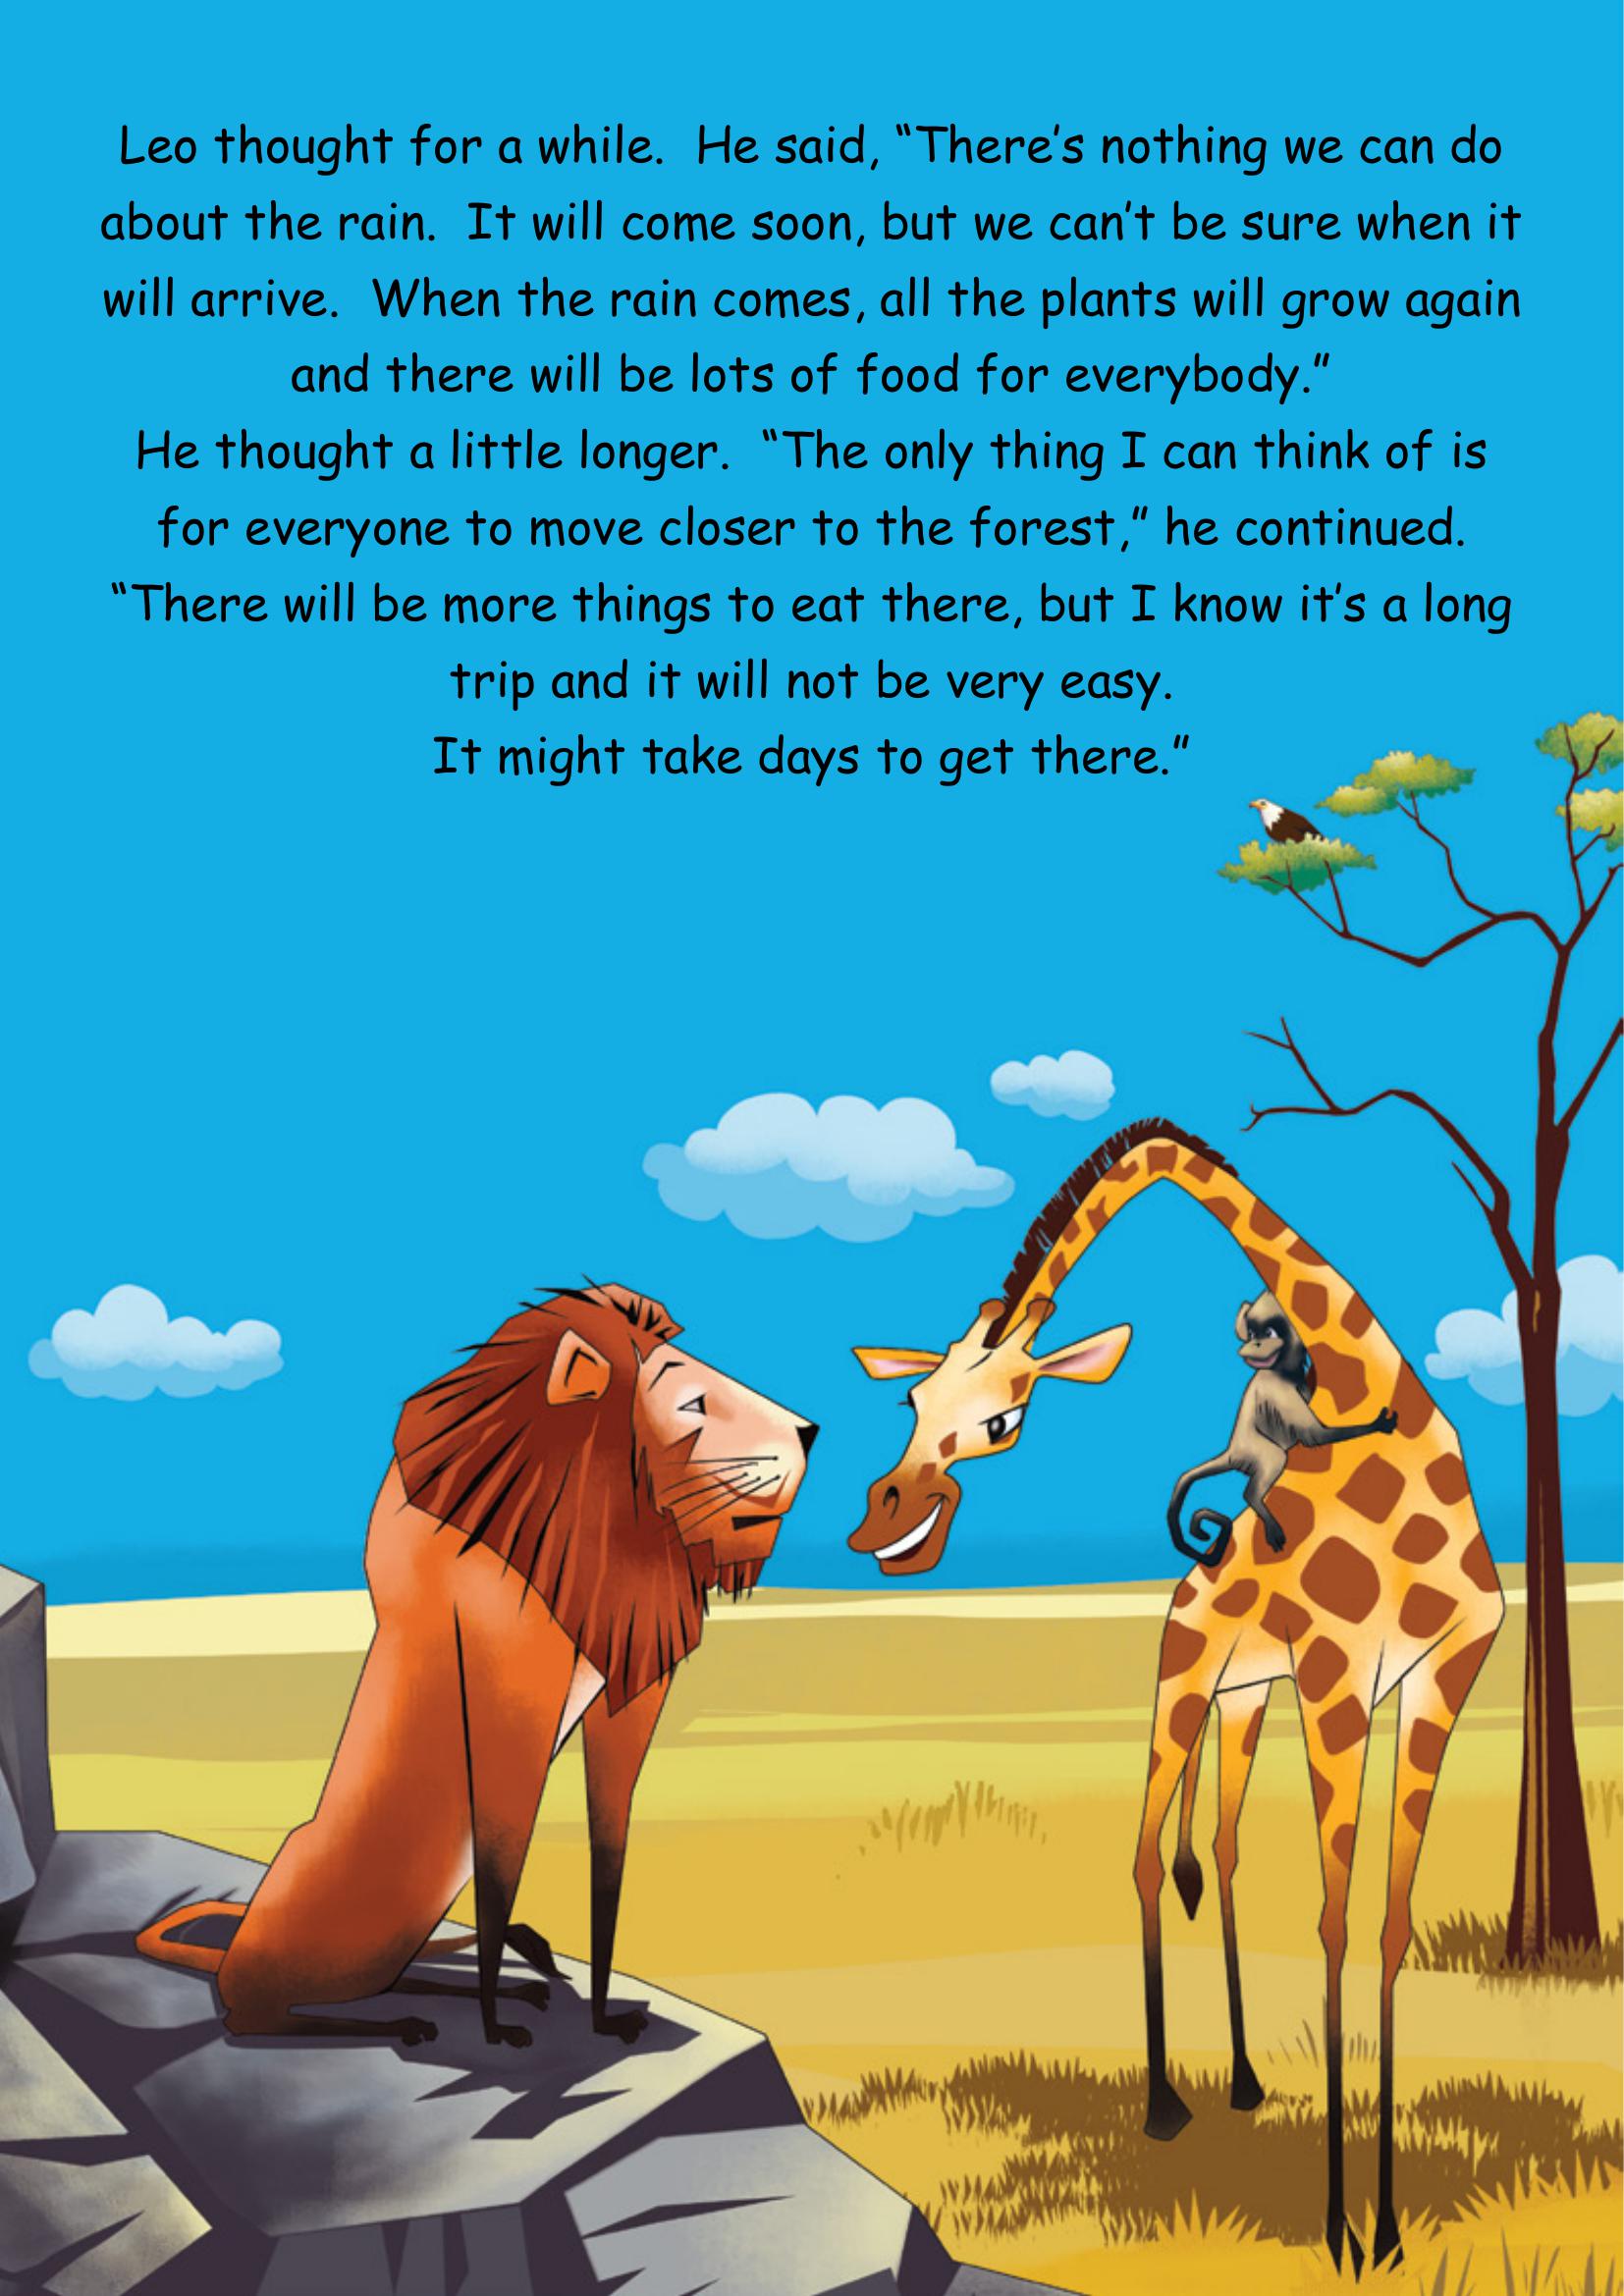 Leo thought for a while.  He said, “There’s nothing we can do
about the rain.  It will come soon, but we can’t be sure when it
will arrive.  When the rain comes, all the plants will grow again
and there will be lots of food for everybody.”
He thought a little longer.  “The only thing I can think of is
for everyone to move closer to the forest,” he continued.
“There will be more things to eat there, but I know it’s a long
trip and it will not be very easy.
It might take days to get there.”